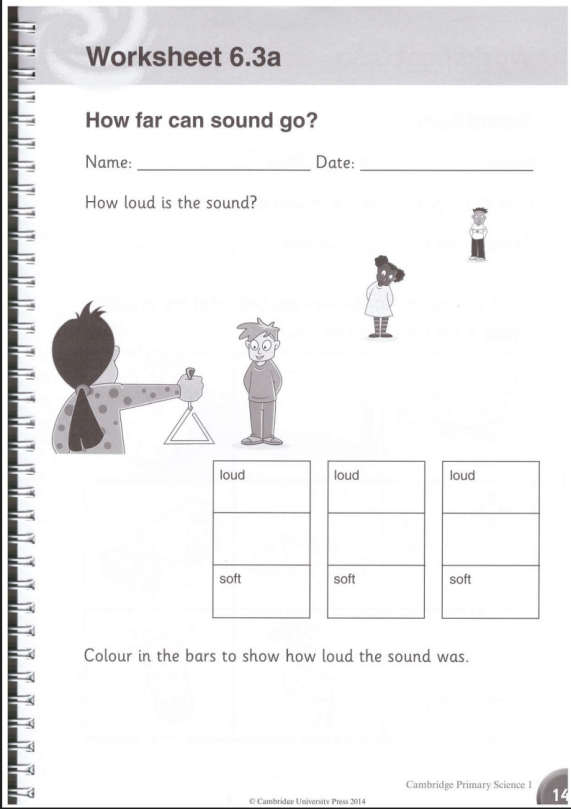 Worksheet 6.3a
How far can sound go?
Name: ____________________ Date: ____________________
How loud is the sound?
loud loud loud
soft soft soft
Colour in the bars to show how loud the sound was.
Cambridge Primary Science 1
© Cambridge University Press 2014